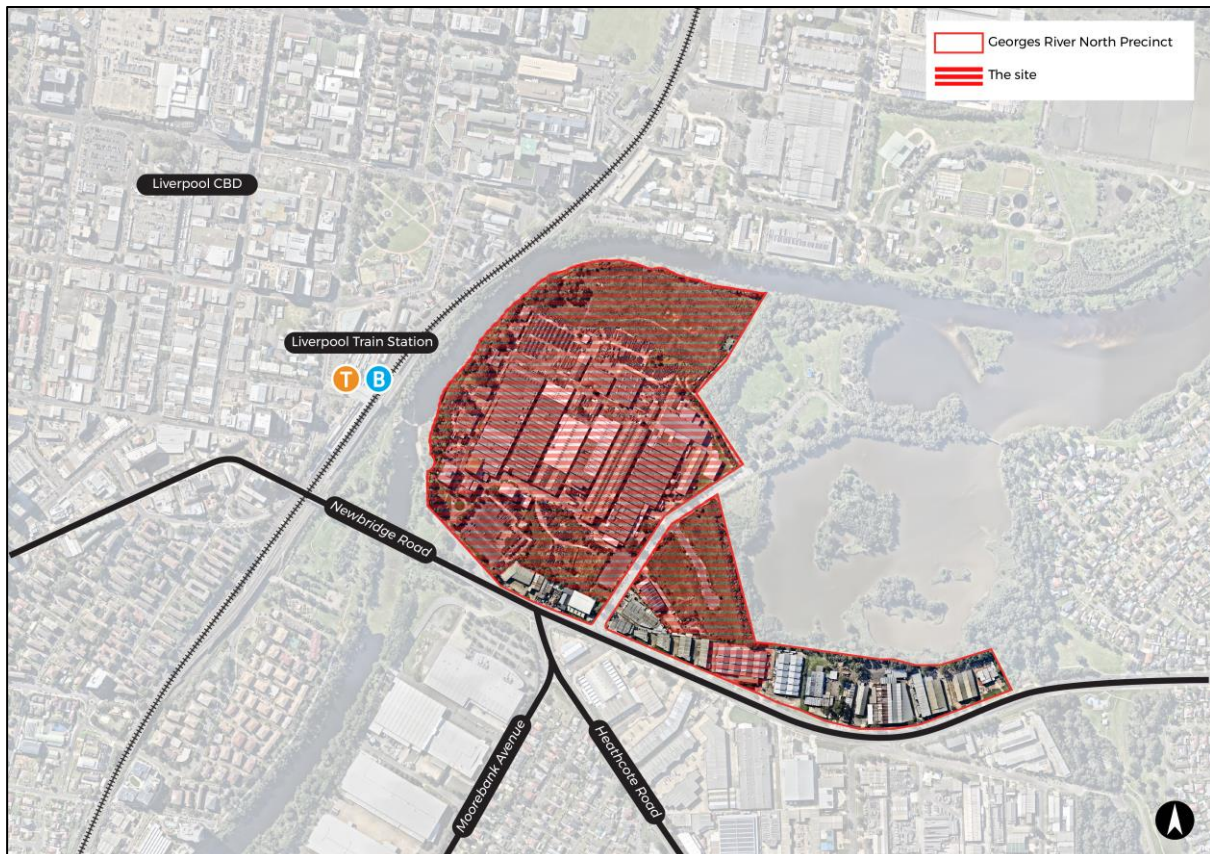 Georges River North Precinct
The site
Liverpool CBD
Liverpool Train Station
T B
Newbridge Road
Moorebank Avenue
Heathcote Road